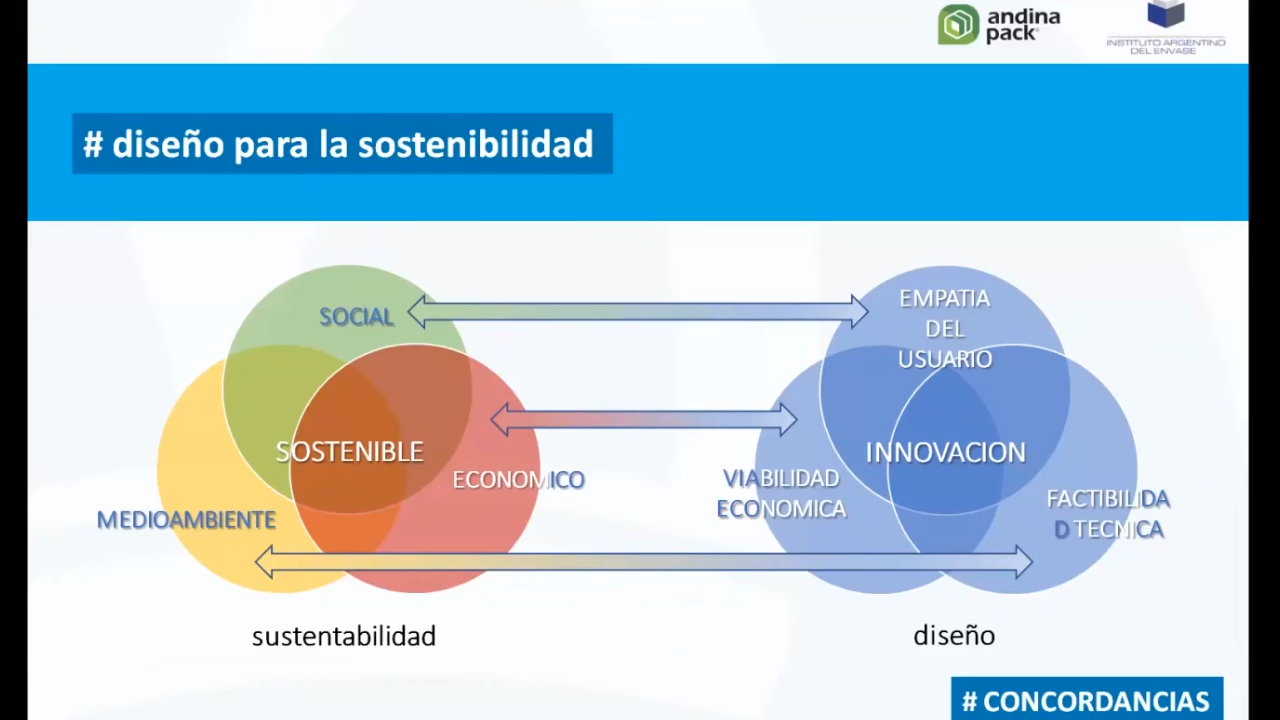 andina
pack
INSTITUTO ARGENTINO
DEL ENVASE
# diseño para la sostenibilidad
SOCIAL
SOSTENIBLE
ECONOMICO
MEDIOAMBIENTE
EMPATIA
DEL
USUARIO
INNOVACION
VIABILIDAD
ECONOMICA
FACTIBILIDA
D TECNICA
sustentabilidad
diseño
# CONCORDANCIAS